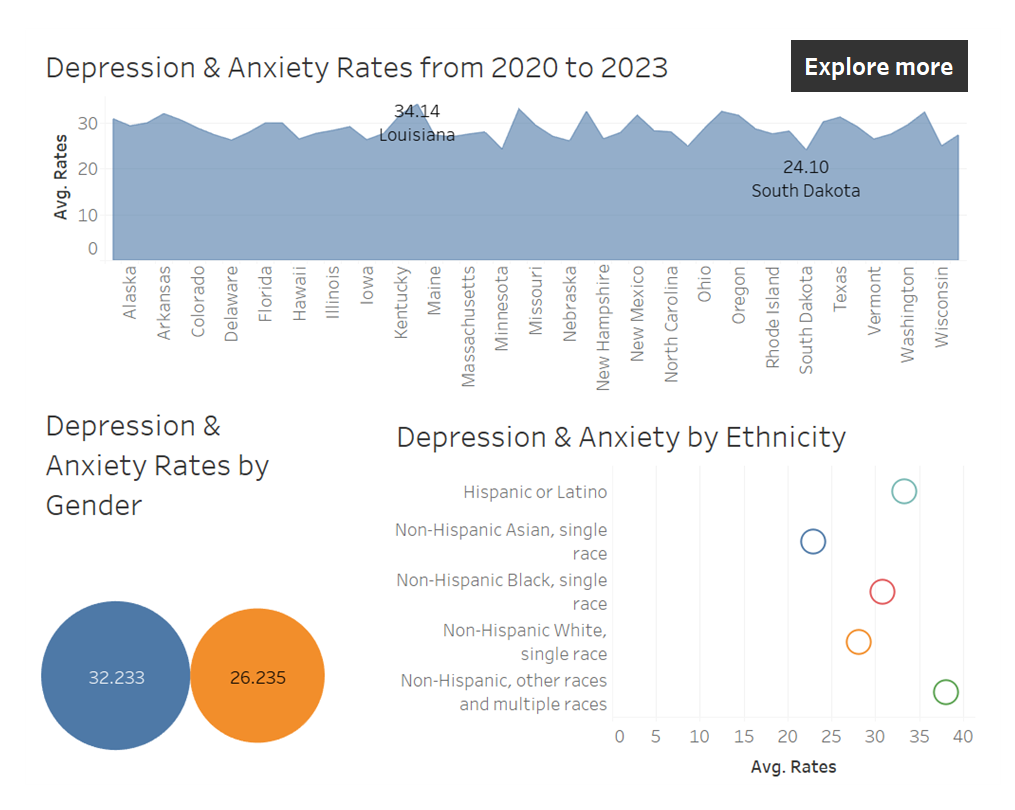 Depression & Anxiety Rates from 2020 to 2023
Explore more
Avg. Rates
30
20
10
0
34.14
Louisiana
24.10
South Dakota
Alaska
Arkansas
Colorado
Delaware
Florida
Hawaii
Illinois
Iowa
Kentucky
Maine
Massachusetts
Minnesota
Missouri
Nebraska
New Hampshire
New Mexico
North Carolina
Ohio
Oregon
Rhode Island
South Dakota
Texas
Vermont
Washington
Wisconsin
Depression &
Anxiety Rates by
Gender
32.233
26.235
Depression & Anxiety by Ethnicity
Hispanic or Latino
Non-Hispanic Asian, single
race
Non-Hispanic Black, single
race
Non-Hispanic White,
single race
Non-Hispanic, other races
and multiple races
0 5 10 15 20 25 30 35 40
Avg. Rates